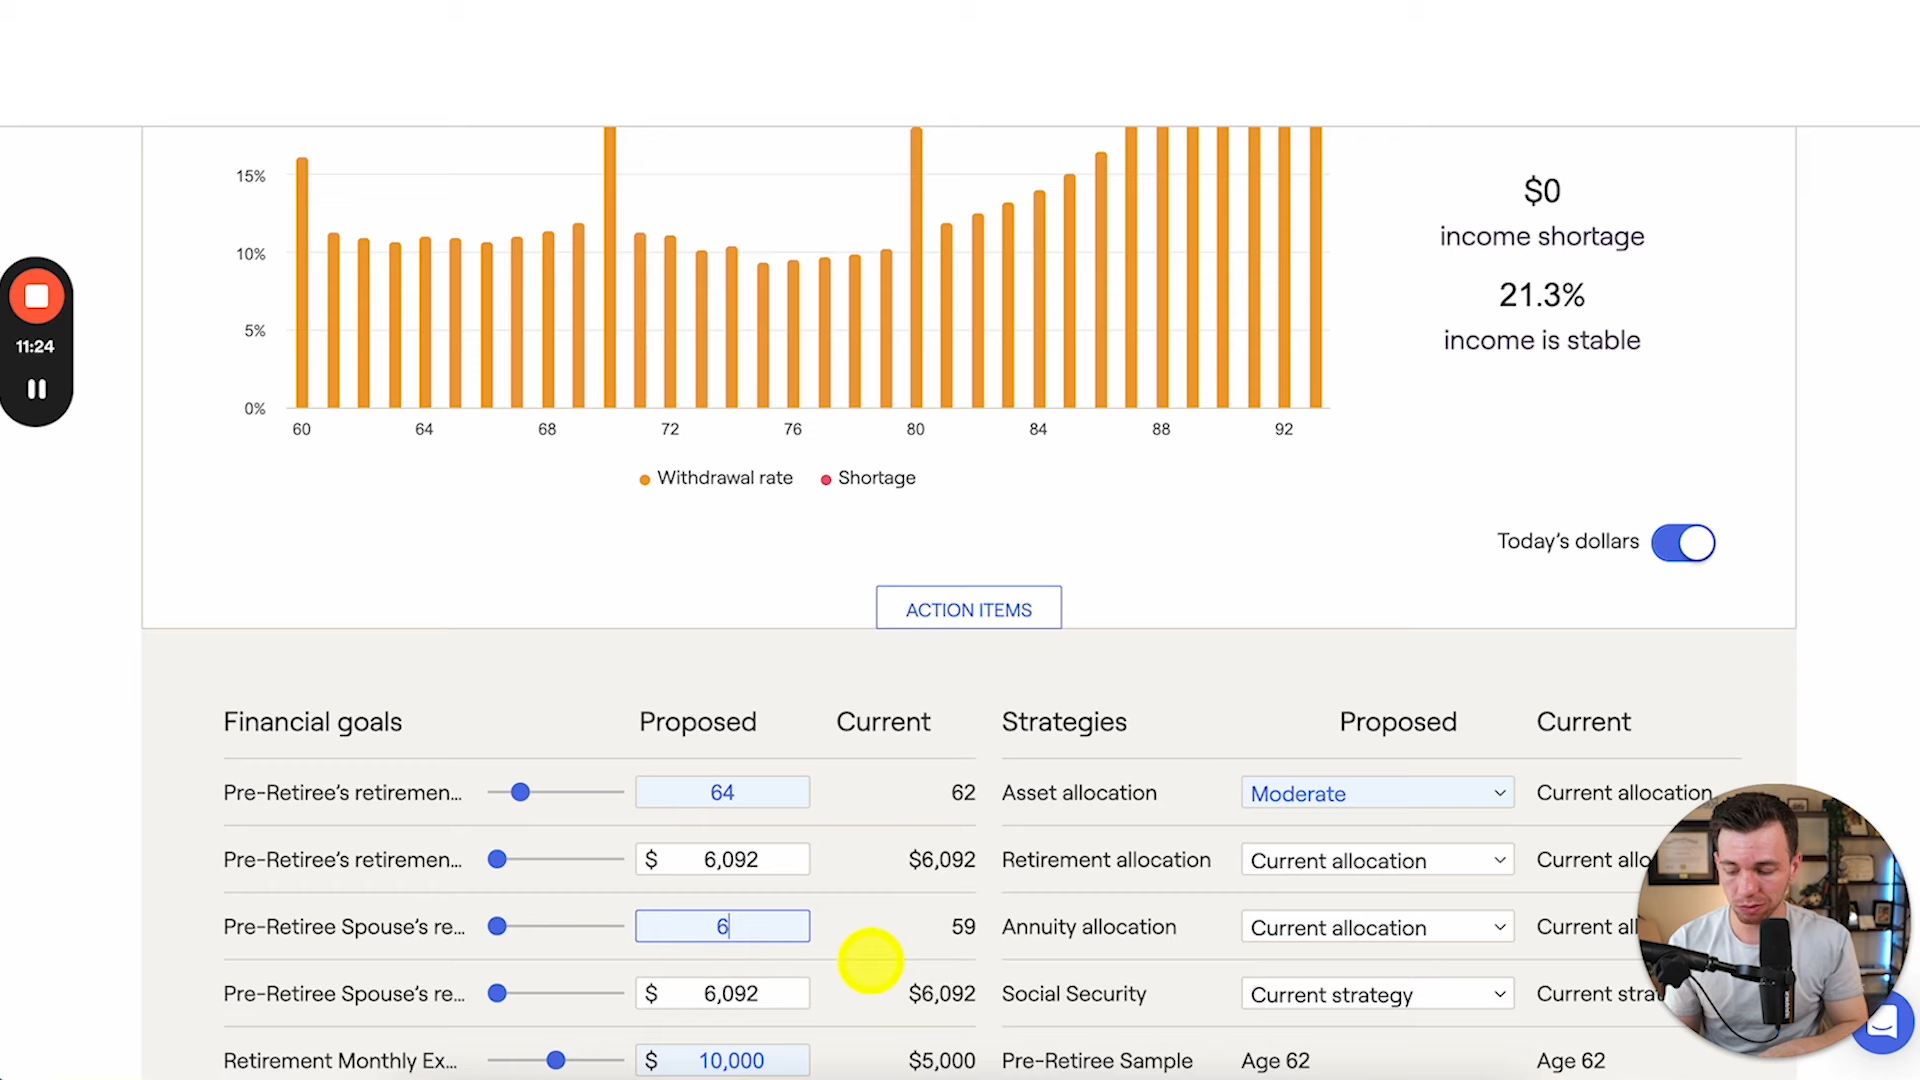 15%
10%
5%
0%
60 64 68 72 76 80 84 88 92
Withdrawal rate Shortage
$0
income shortage
21.3%
income is stable
11:24
Today's dollars
ACTION ITEMS
Financial goals Proposed Current
Pre-Retiree's retiremen... 64 62
Pre-Retiree's retiremen... $ 6,092 $6,092
Pre-Retiree Spouse's re... 6 59
Pre-Retiree Spouse's re... $ 6,092 $6,092
Retirement Monthly Ex... $ 10,000 $5,000
Strategies Proposed Current
Asset allocation Moderate Current allocation
Retirement allocation Current allocation Current allo
Annuity allocation Current allocation Current all
Social Security Current strategy Current stra
Pre-Retiree Sample Age 62 Age 62